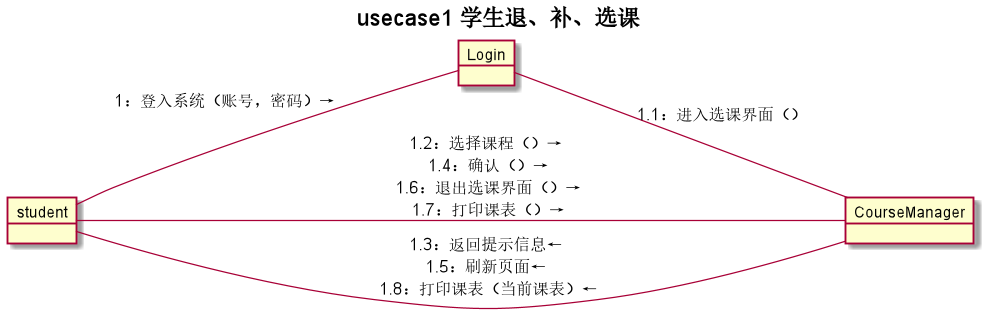 usecase1 学生退、补、选课
Login
1：登入系统（账号，密码）→
1.1：进入选课界面（）
1.2：选择课程（）→
1.4：确认（）→
1.6：退出选课界面（）→
1.7：打印课表（）→
student
CourseManager
1.3：返回提示信息←
1.5：刷新页面←
1.8：打印课表（当前课表）←